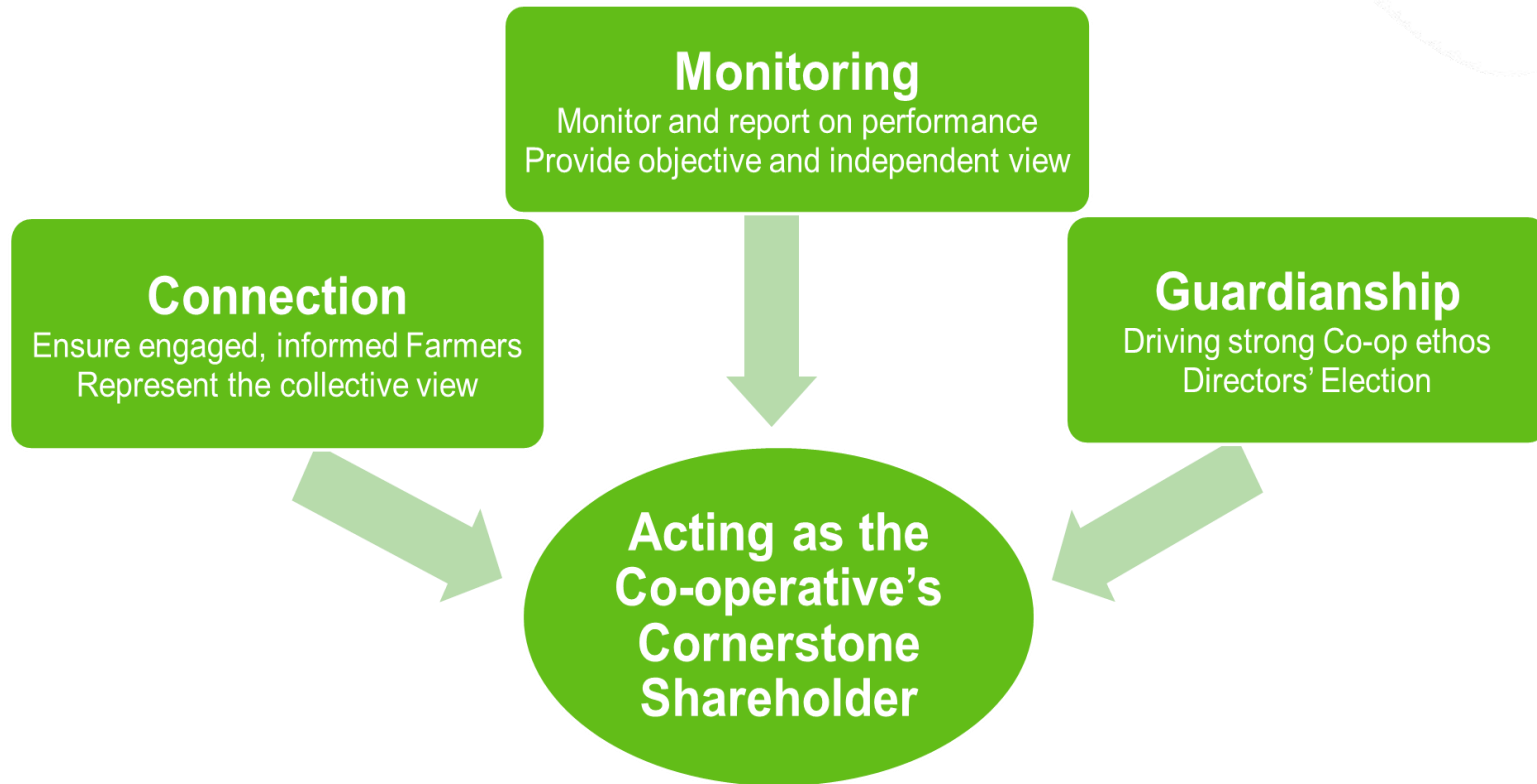 Monitoring
Monitor and report on performance
Provide objective and independent view
Connection
Ensure engaged, informed Farmers
Represent the collective view
Guardianship
Driving strong Co-op ethos
Directors’ Election
Acting as the
Co-operative’s
Cornerstone
Shareholder